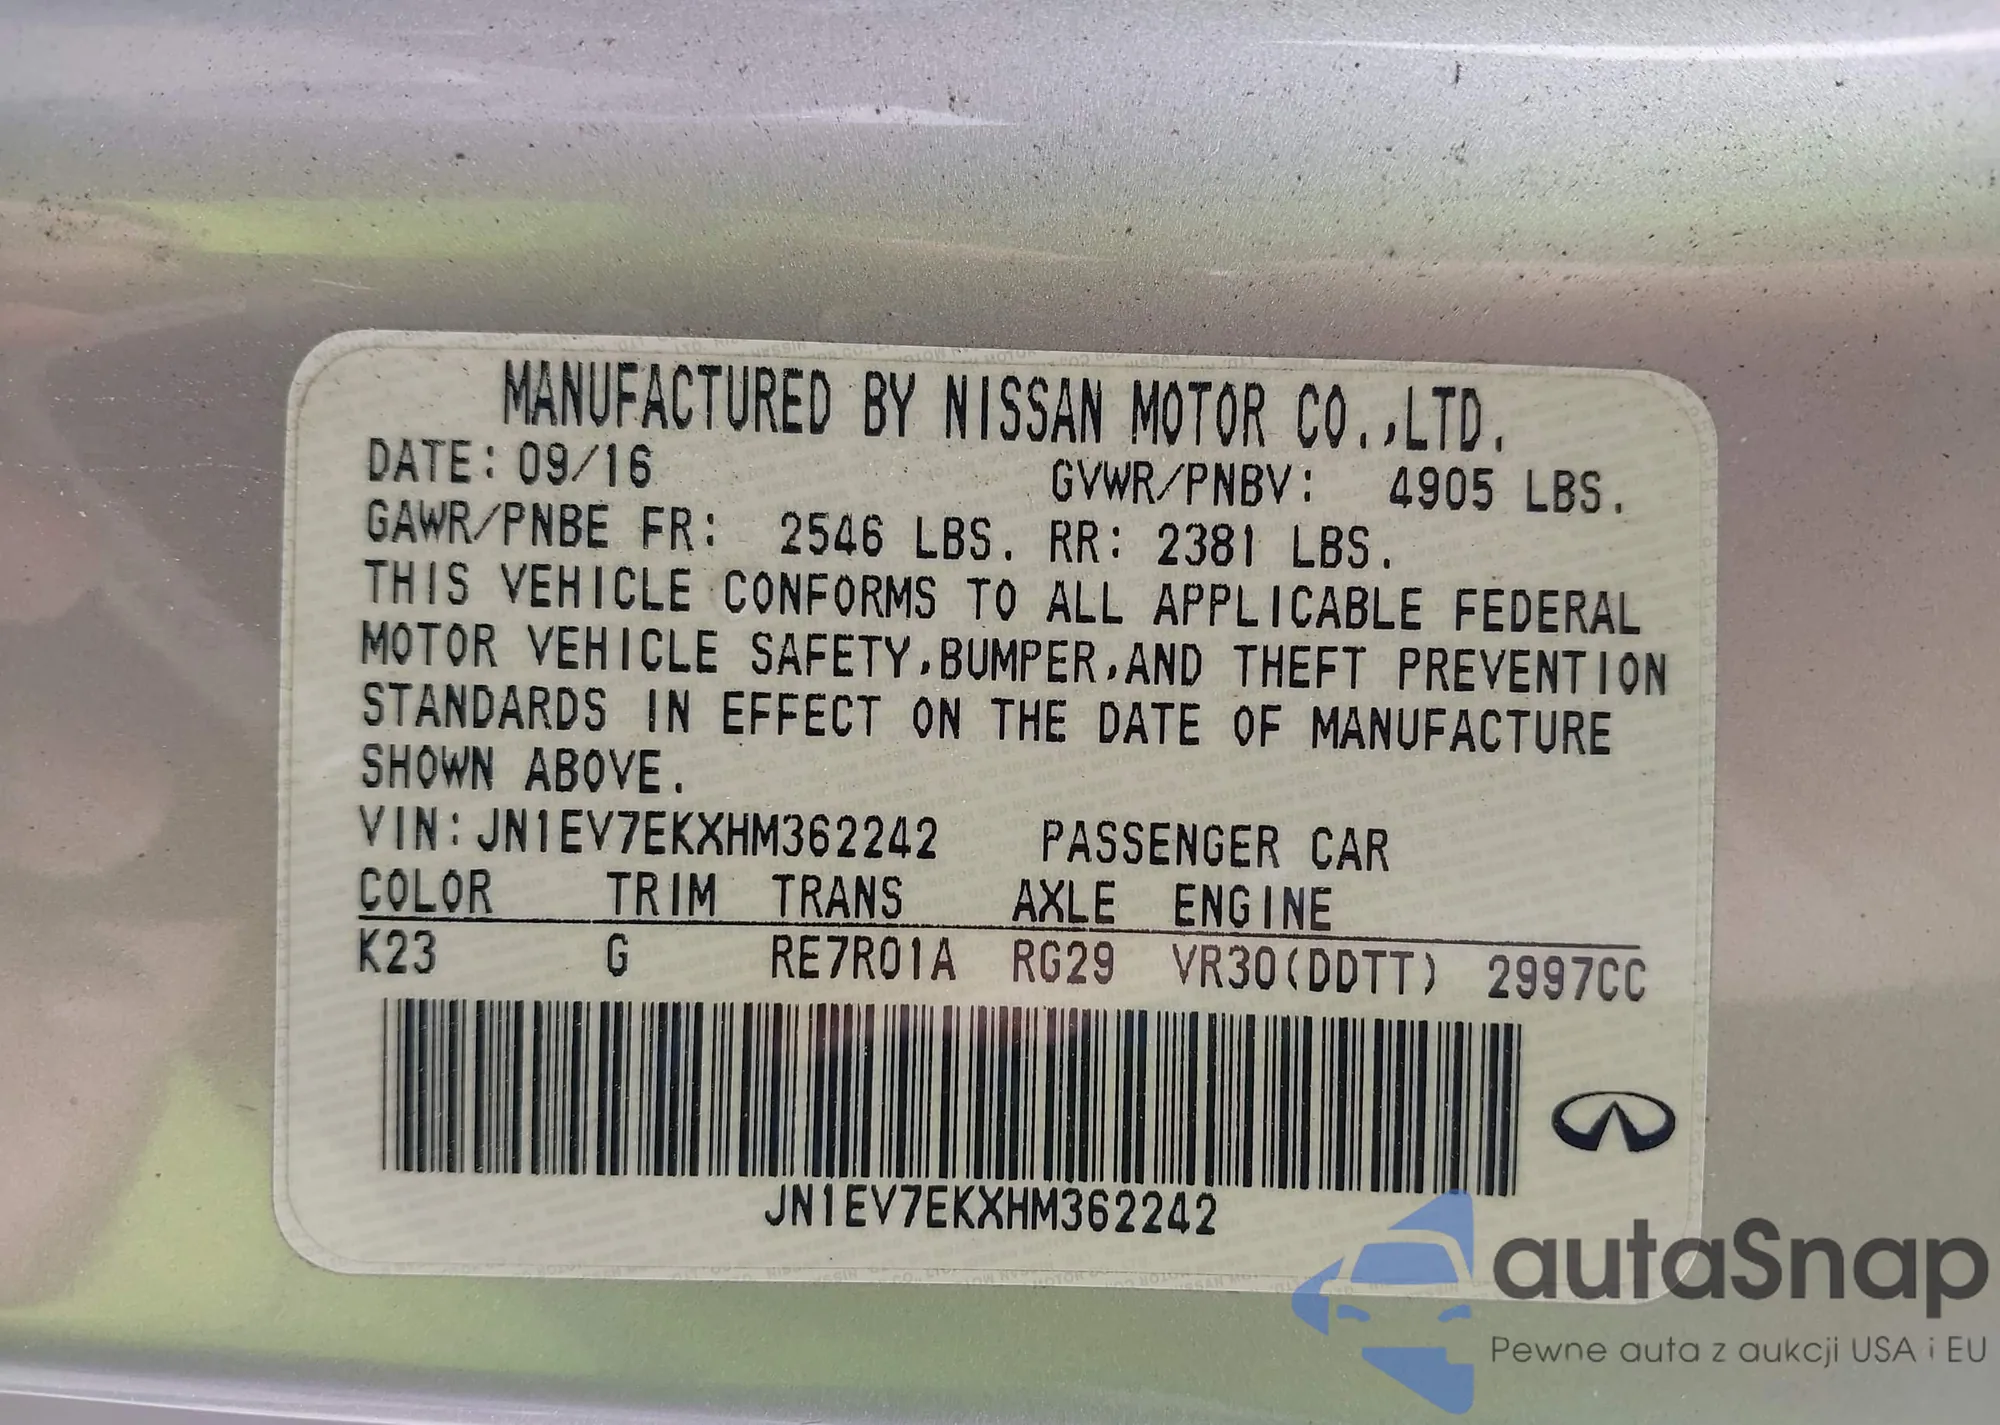 MANUFACTURED BY NISSAN MOTOR CO.,LTD.
DATE: 09/16 GVWR/PNBV: 4905 LBS.
GAWR/PNBE FR: 2546 LBS. RR: 2381 LBS.
THIS VEHICLE CONFORMS TO ALL APPLICABLE FEDERAL
MOTOR VEHICLE SAFETY,BUMPER,AND THEFT PREVENTION
STANDARDS IN EFFECT ON THE DATE OF MANUFACTURE
SHOWN ABOVE.
VIN:JN1EV7EKXHM362242 PASSENGER CAR
COLOR TRIM TRANS AXLE ENGINE
K23 G RE7R01A RG29 VR30(DDTT) 2997CC
JN1EV7EKXHM362242
autaSnap
Pewne auta z aukcji USA i EU